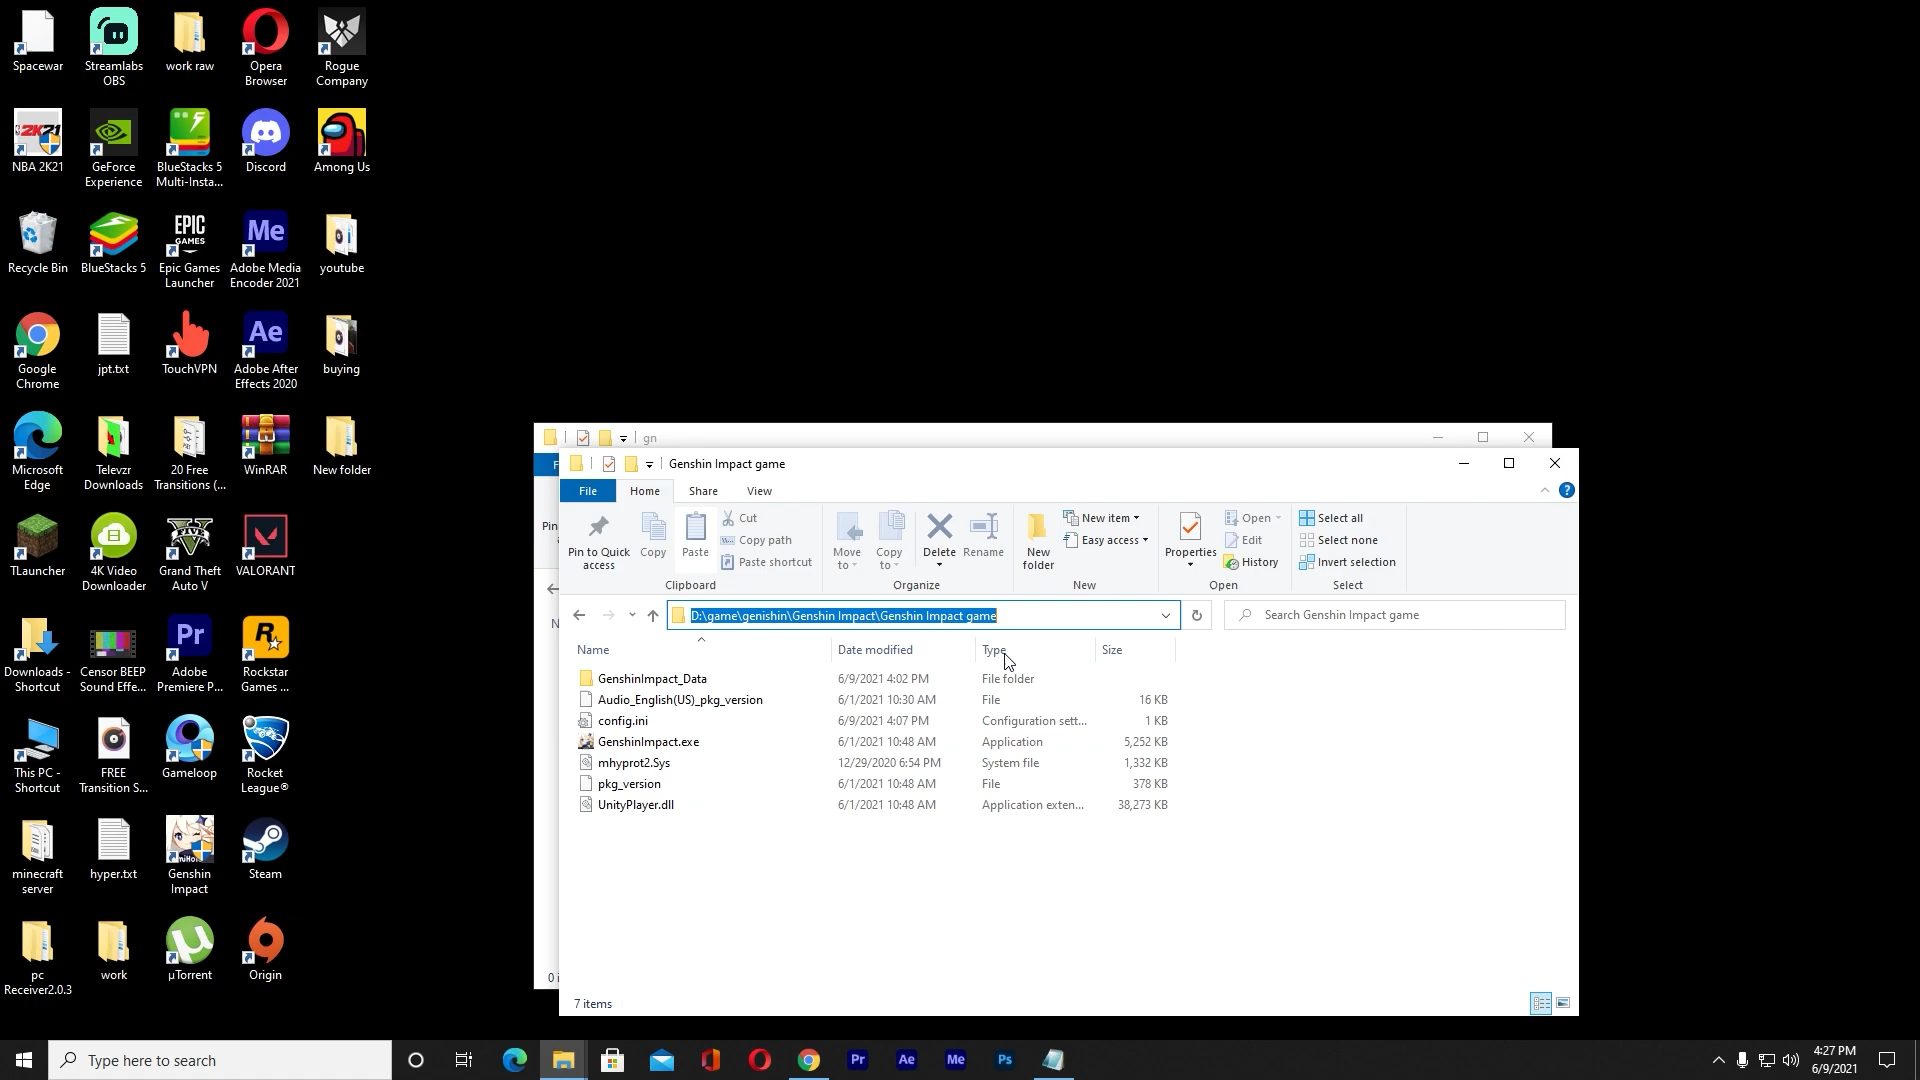 Spacewar
Streamlabs
OBS
work raw
Opera
Browser
Rogue
Company
NBA 2K21
GeForce
Experience
BlueStacks 5
Multi-Insta...
Discord
Among Us
Recycle Bin
BlueStacks 5
EPIC
GAMES
Epic Games
Launcher
Me
Adobe Media
Encoder 2021
youtube
Google
Chrome
jpt.txt
TouchVPN
Ae
Adobe After
Effects 2020
buying
Microsoft
Edge
Televzr
Downloads
20 Free
Transitions (...
WinRAR
New folder
TLauncher
4K Video
Downloader
Grand Theft
Auto V
VALORANT
Downloads -
Shortcut
Censor BEEP
Sound Effe...
Pr
Adobe
Premiere P...
Rockstar
Games ...
This PC -
Shortcut
FREE
Transition S...
Gameloop
Rocket
League®
minecraft
server
hyper.txt
Genshin
Impact
Steam
pc
Receiver2.0.3
work
µTorrent
Origin
gn
Genshin Impact game
File
Home
Share
View
Pin to Quick
access
Copy
Paste
Cut
Copy path
Paste shortcut
Clipboard
Move
to
Copy
to
Delete
Rename
Organize
New
folder
New item
Easy access
New
Properties
Open
Edit
History
Open
Select all
Select none
Invert selection
Select
D:\game\genishin\Genshin Impact\Genshin Impact game
Search Genshin Impact game
Name
Date modified
Type
Size
GenshinImpact_Data
6/9/2021 4:02 PM
File folder
Audio_English(US)_pkg_version
6/1/2021 10:30 AM
File
16 KB
config.ini
6/9/2021 4:07 PM
Configuration sett...
1 KB
GenshinImpact.exe
6/1/2021 10:48 AM
Application
5,252 KB
mhyprot2.Sys
12/29/2020 6:54 PM
System file
1,332 KB
pkg_version
6/1/2021 10:48 AM
File
378 KB
UnityPlayer.dll
6/1/2021 10:48 AM
Application exten...
38,273 KB
7 items
Type here to search
Pr
Ae
Me
Ps
4:27 PM
6/9/2021